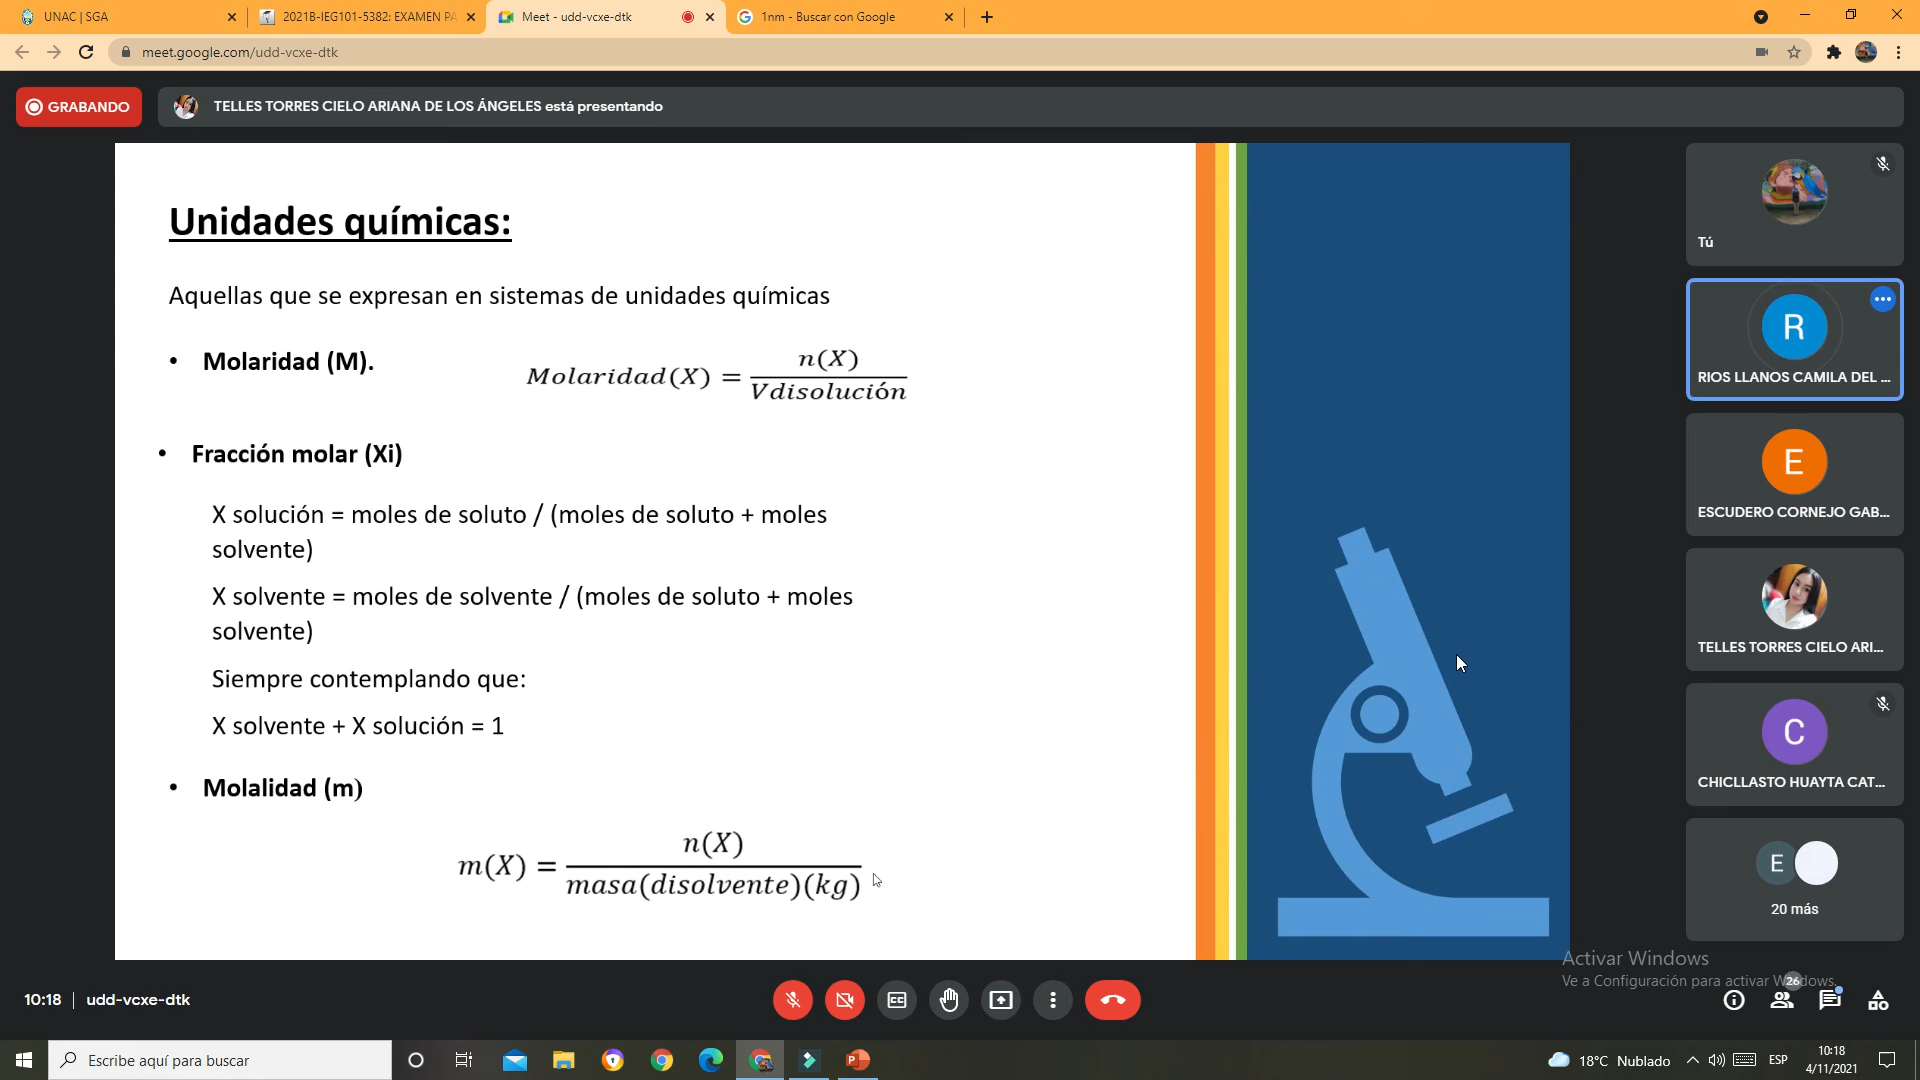 UNAC | SGA
2021B-IEG101-5382: EXAMEN PA
Meet - udd-vcxe-dtk
1nm - Buscar con Google
meet.google.com/udd-vcxe-dtk
GRABANDO
TELLES TORRES CIELO ARIANA DE LOS ÁNGELES está presentando
Unidades químicas:
Aquellas que se expresan en sistemas de unidades químicas
• Molaridad (M).
Molaridad(X) = n(X) / Vdisolución
• Fracción molar (Xi)
X solución = moles de soluto / (moles de soluto + moles
solvente)
X solvente = moles de solvente / (moles de soluto + moles
solvente)
Siempre contemplando que:
X solvente + X solución = 1
• Molalidad (m)
m(X) = n(X) / masa(disolvente)(kg)
Tú
R
RIOS LLANOS CAMILA DEL ...
E
ESCUDERO CORNEJO GAB...
TELLES TORRES CIELO ARI...
C
CHICLLASTO HUAYTA CAT...
E
20 más
Activar Windows
Ve a Configuración para activar Windows.
26
10:18 | udd-vcxe-dtk
Escribe aquí para buscar
18°C Nublado
ESP
10:18
4/11/2021